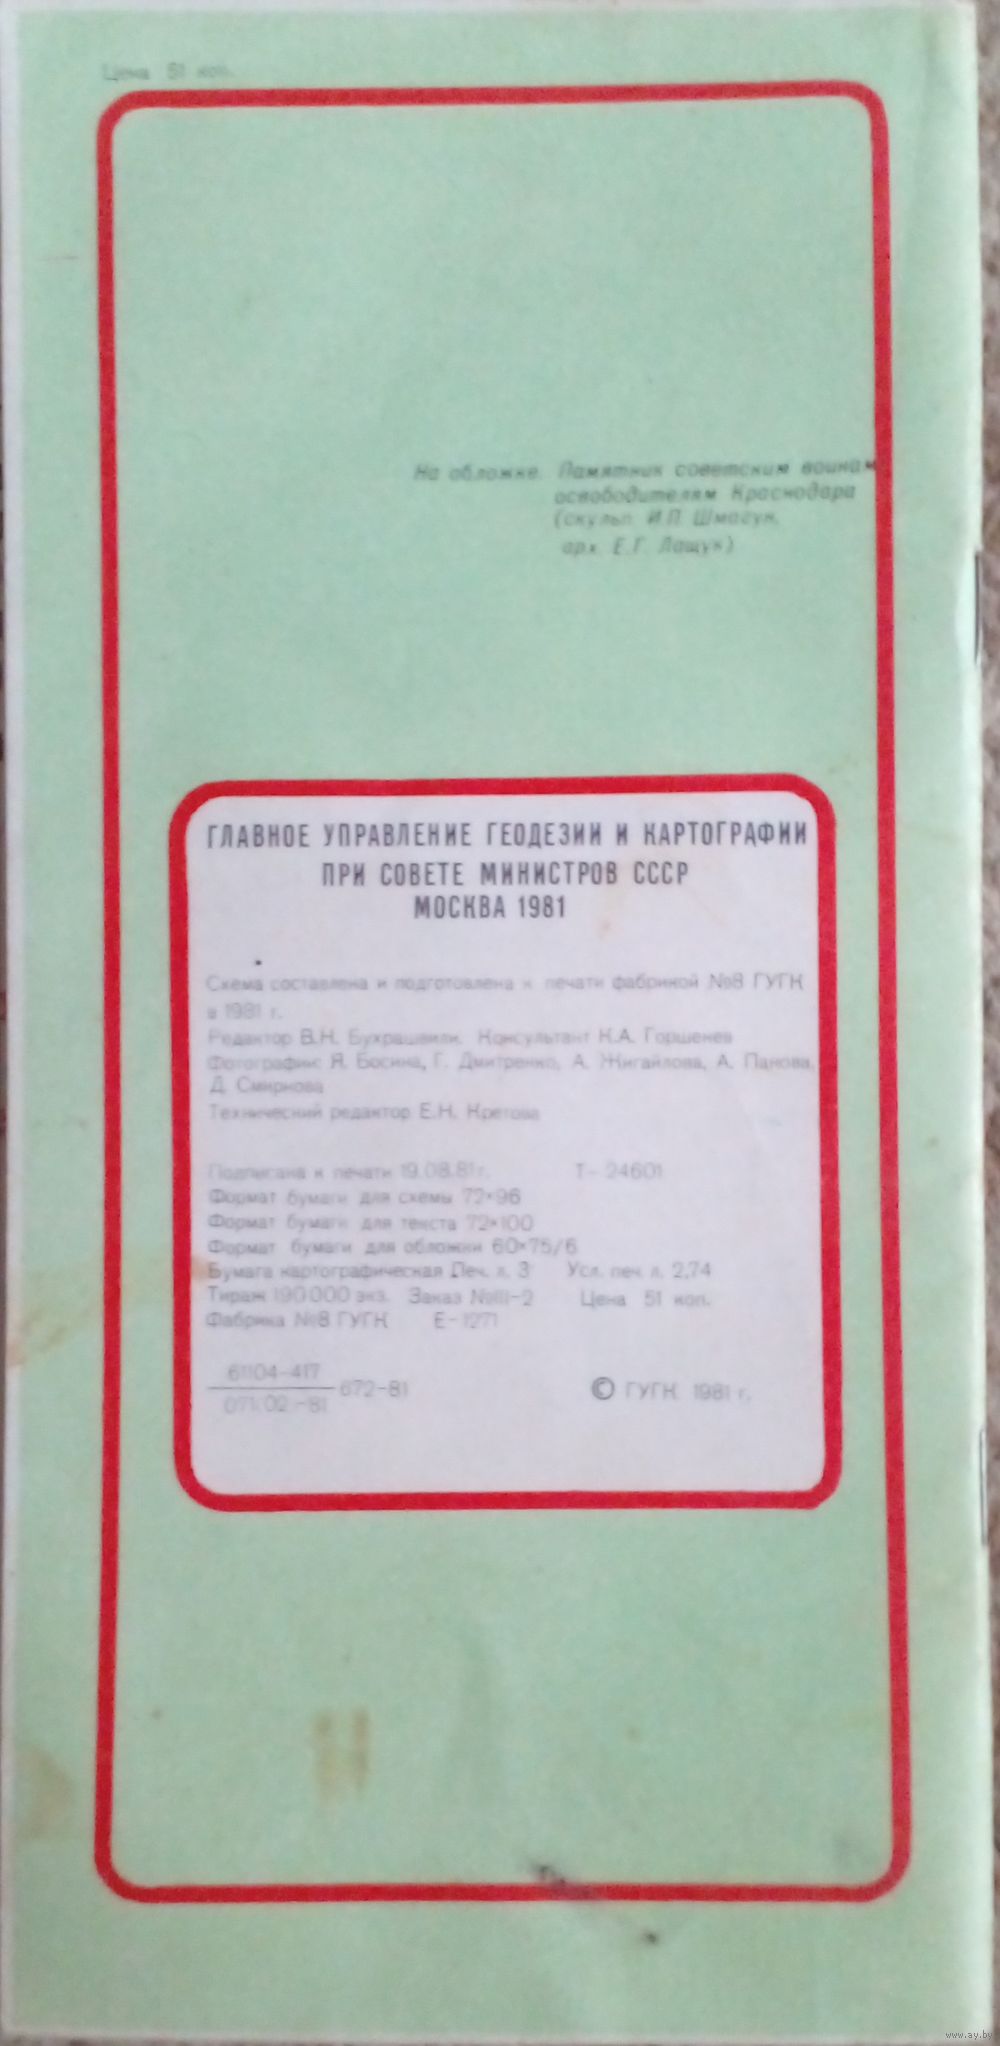 Цена 51 коп.
На обложке: Памятник советским воинам
освободителям Краснодара
(скульп. И.П. Шмагун,
арх. Е.Г. Лащук)
ГЛАВНОЕ УПРАВЛЕНИЕ ГЕОДЕЗИИ И КАРТОГРАФИИ
ПРИ СОВЕТЕ МИНИСТРОВ СССР
МОСКВА 1981
Схема составлена и подготовлена к печати фабрикой №8 ГУГК
в 1981 г.
Редактор В.Н. Бухрашвили. Консультант К.А. Горшенев
Фотографии: Я. Босина, Г. Дмитренко, А. Жигайлова, А. Панова,
Д. Смирнова
Технический редактор Е.Н. Кретова
Подписана к печати 19.08.81 г. Т-24601
Формат бумаги для схемы 72×96
Формат бумаги для текста 72×100
Формат бумаги для обложки 60×75/6
Бумага картографическая Печ. л. 3 Усл. печ. л. 2,74
Тираж 190000 экз. Заказ №III-2 Цена 51 коп.
Фабрика №8 ГУГК Е-1271
61104-417
071(02)-81 672-81 © ГУГК 1981 г.
www.ay.by